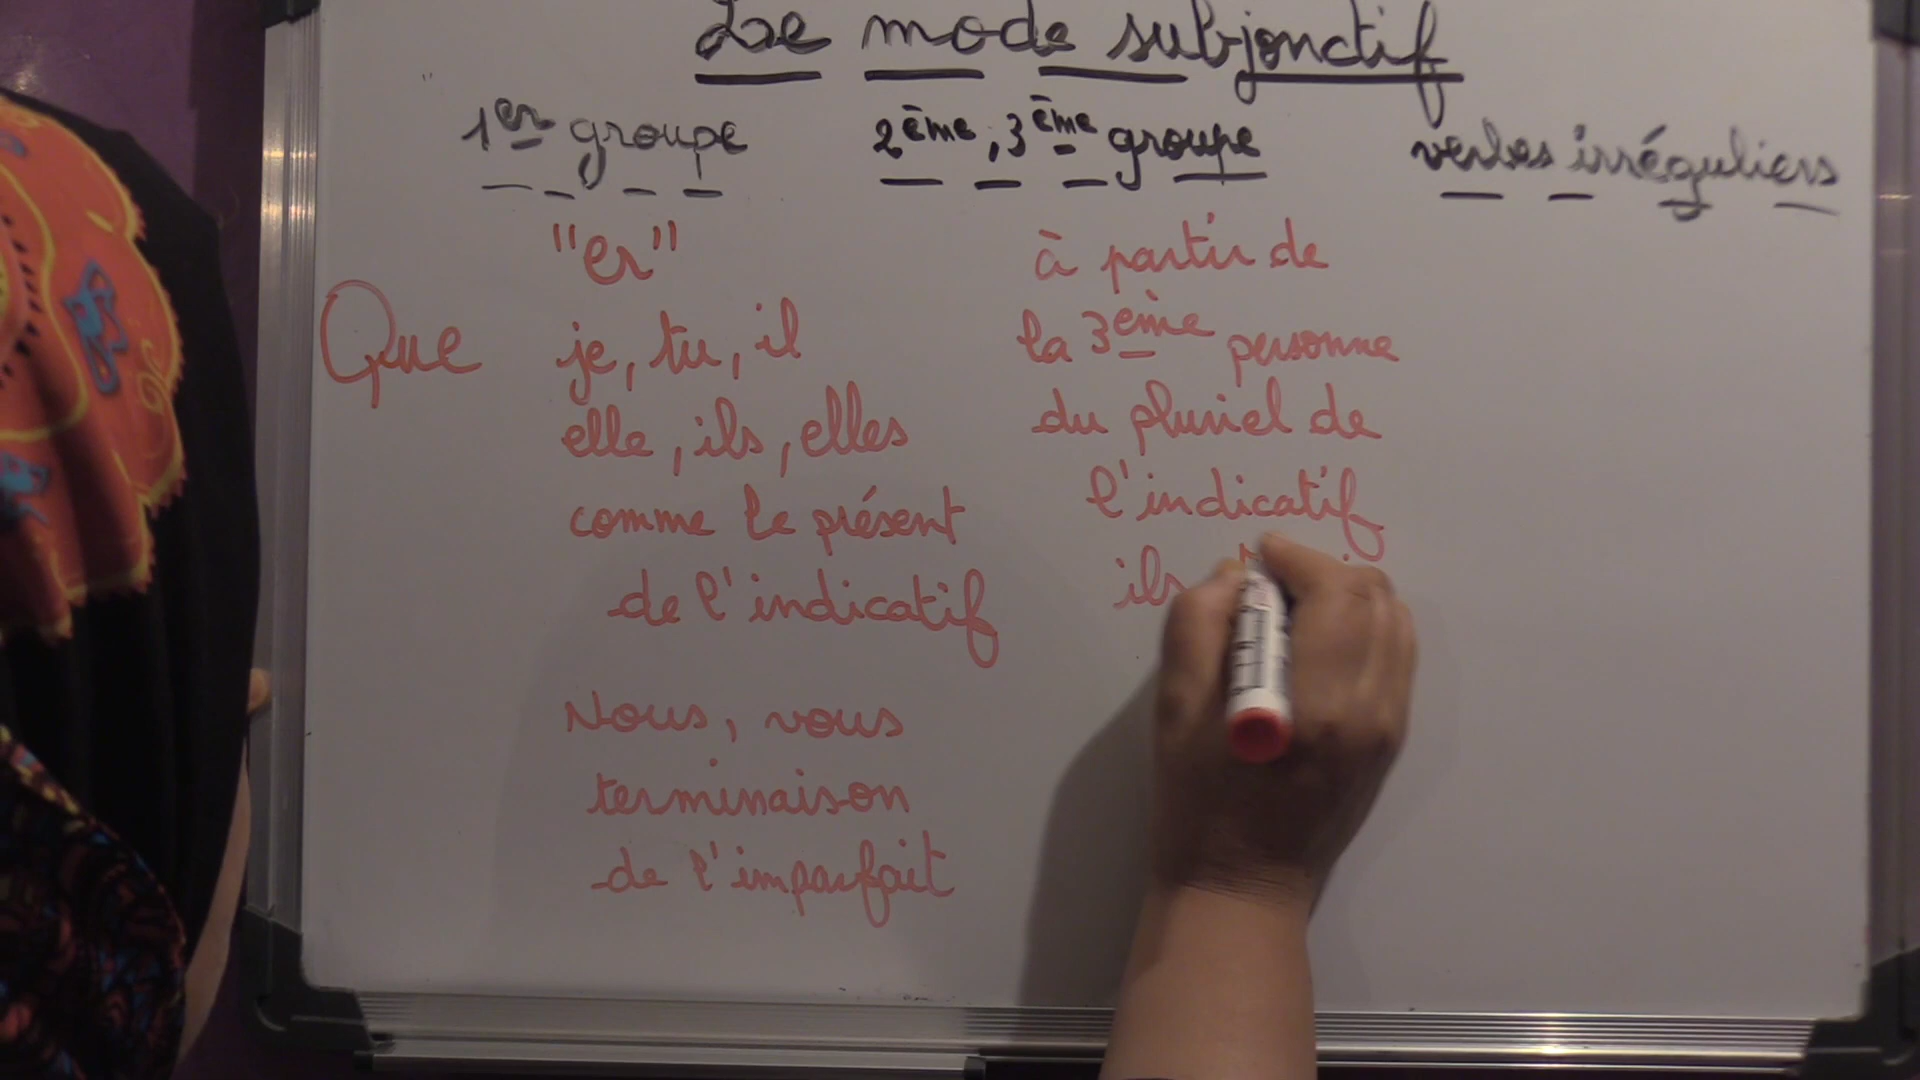 Le mode subjonctif
1er groupe
"er"
Que je, tu, il
elle, ils, elles
comme le présent
de l'indicatif
Nous, vous
terminaison
de l'imparfait
2ème, 3ème groupe
à partir de
la 3ème personne
du pluriel de
l'indicatif
ils
verbes irréguliers